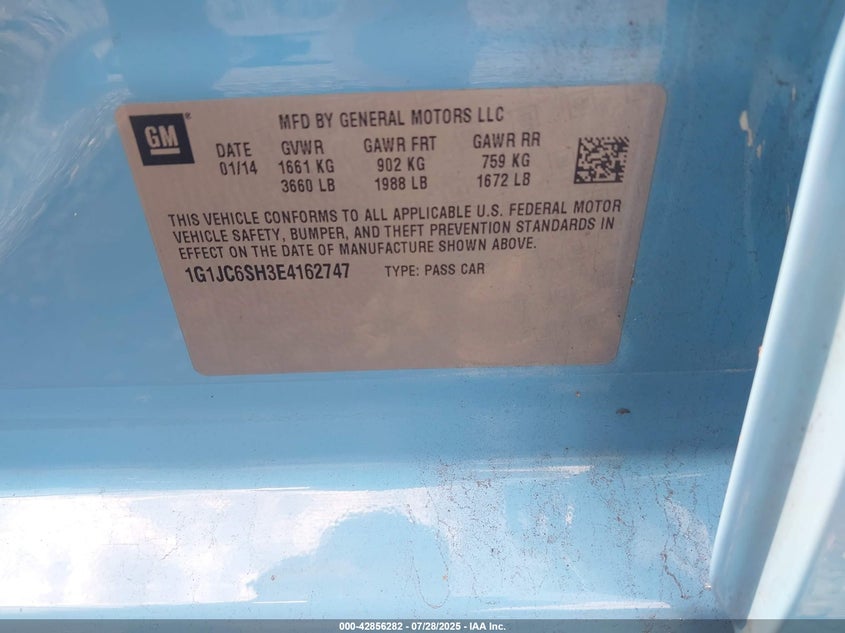 GM ®
MFD BY GENERAL MOTORS LLC
DATE GVWR GAWR FRT GAWR RR
01/14 1661 KG 902 KG 759 KG
3660 LB 1988 LB 1672 LB
THIS VEHICLE CONFORMS TO ALL APPLICABLE U.S. FEDERAL MOTOR
VEHICLE SAFETY, BUMPER, AND THEFT PREVENTION STANDARDS IN
EFFECT ON THE DATE OF MANUFACTURE SHOWN ABOVE.
1G1JC6SH3E4162747 TYPE: PASS CAR
000-42856282 / 07/28/2025 - IAA Inc.